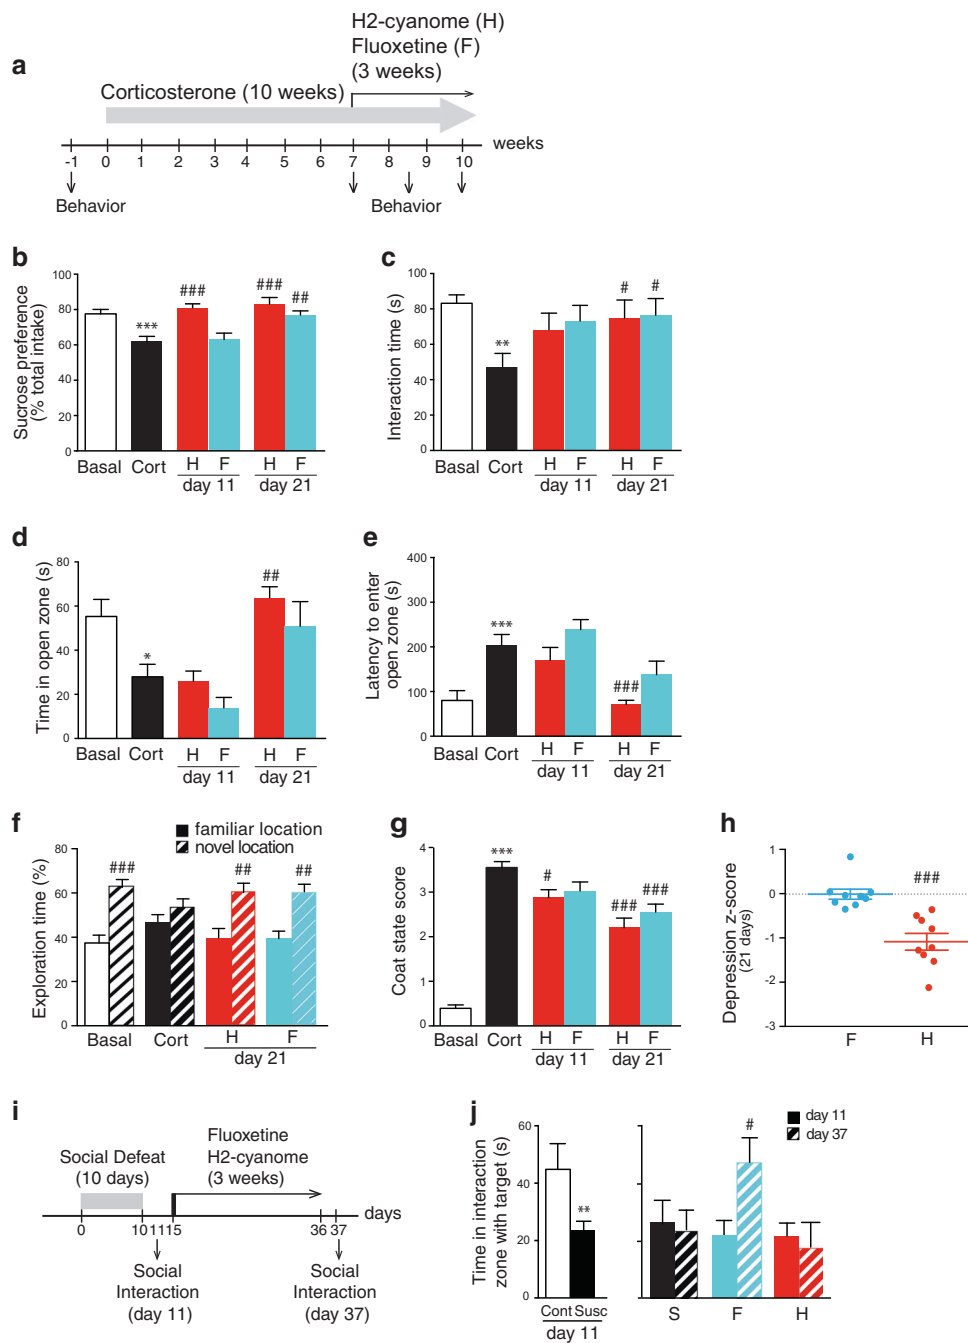 a
H2-cyanome (H)
Fluoxetine (F)
(3 weeks)
Corticosterone (10 weeks)
weeks
-1 0 1 2 3 4 5 6 7 8 9 10
Behavior
Behavior
b
Sucrose preference
(% total intake)
100
80
60
40
20
0
***
###
###
##
Basal Cort H F H F
day 11 day 21
c
Interaction time (s)
100
80
60
40
20
0
**
#
#
Basal Cort H F H F
day 11 day 21
d
Time in open zone (s)
80
60
40
20
0
*
##
Basal Cort H F H F
day 11 day 21
e
Latency to enter
open zone (s)
400
300
200
100
0
***
###
Basal Cort H F H F
day 11 day 21
f
familiar location
novel location
Exploration time (%)
80
60
40
20
0
###
##
##
Basal Cort H F
day 21
g
Coat state score
4
3
2
1
0
***
#
###
###
Basal Cort H F H F
day 11 day 21
h
Depression z-score
(21 days)
1
0
-1
-2
-3
###
F H
i
Social Defeat
(10 days)
Fluoxetine
H2-cyanome
(3 weeks)
days
0 10 11 15 36 37
Social
Interaction
(day 11)
Social
Interaction
(day 37)
j
day 11
day 37
Time in interaction
zone with target (s)
60
40
20
0
**
#
Cont Susc
day 11
S F H